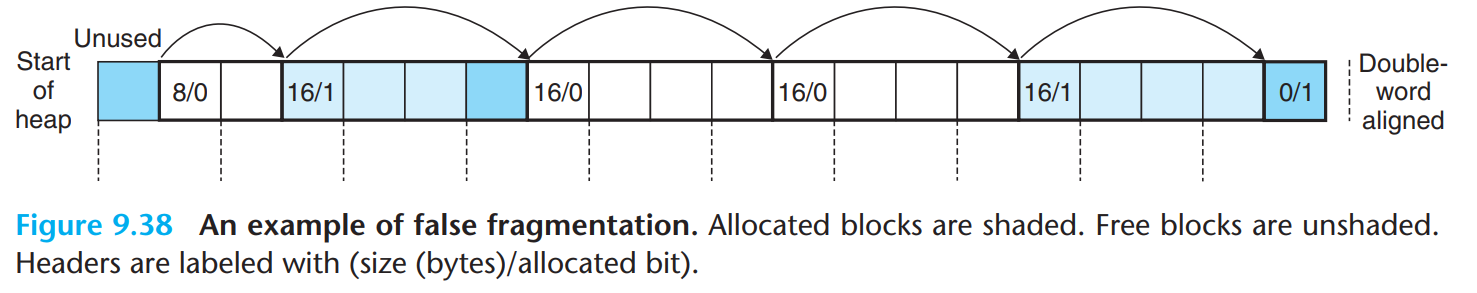 Unused
Start
of
heap
8/0 16/1 16/0 16/0 16/1 0/1
Double-
word
aligned
Figure 9.38 An example of false fragmentation. Allocated blocks are shaded. Free blocks are unshaded.
Headers are labeled with (size (bytes)/allocated bit).